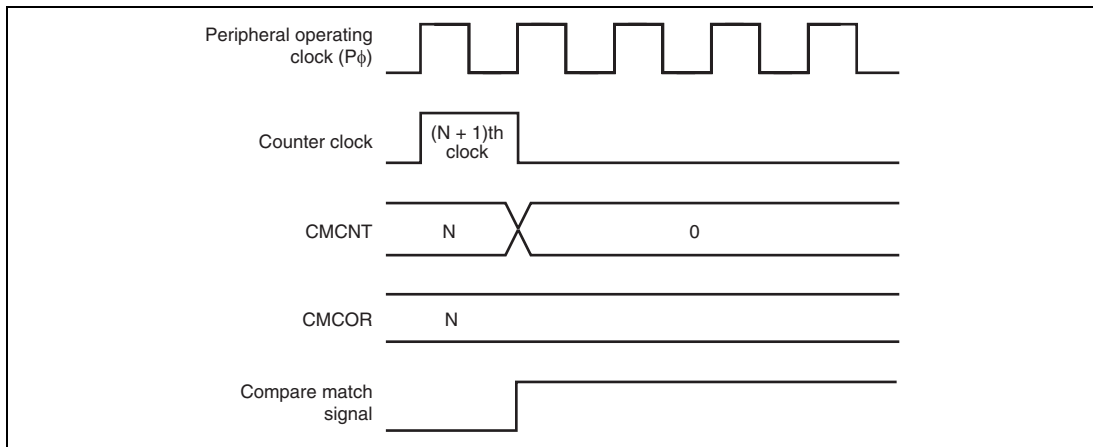 Peripheral operating
clock (Pϕ)
Counter clock
(N + 1)th
clock
CMCNT
N
0
CMCOR
N
Compare match
signal